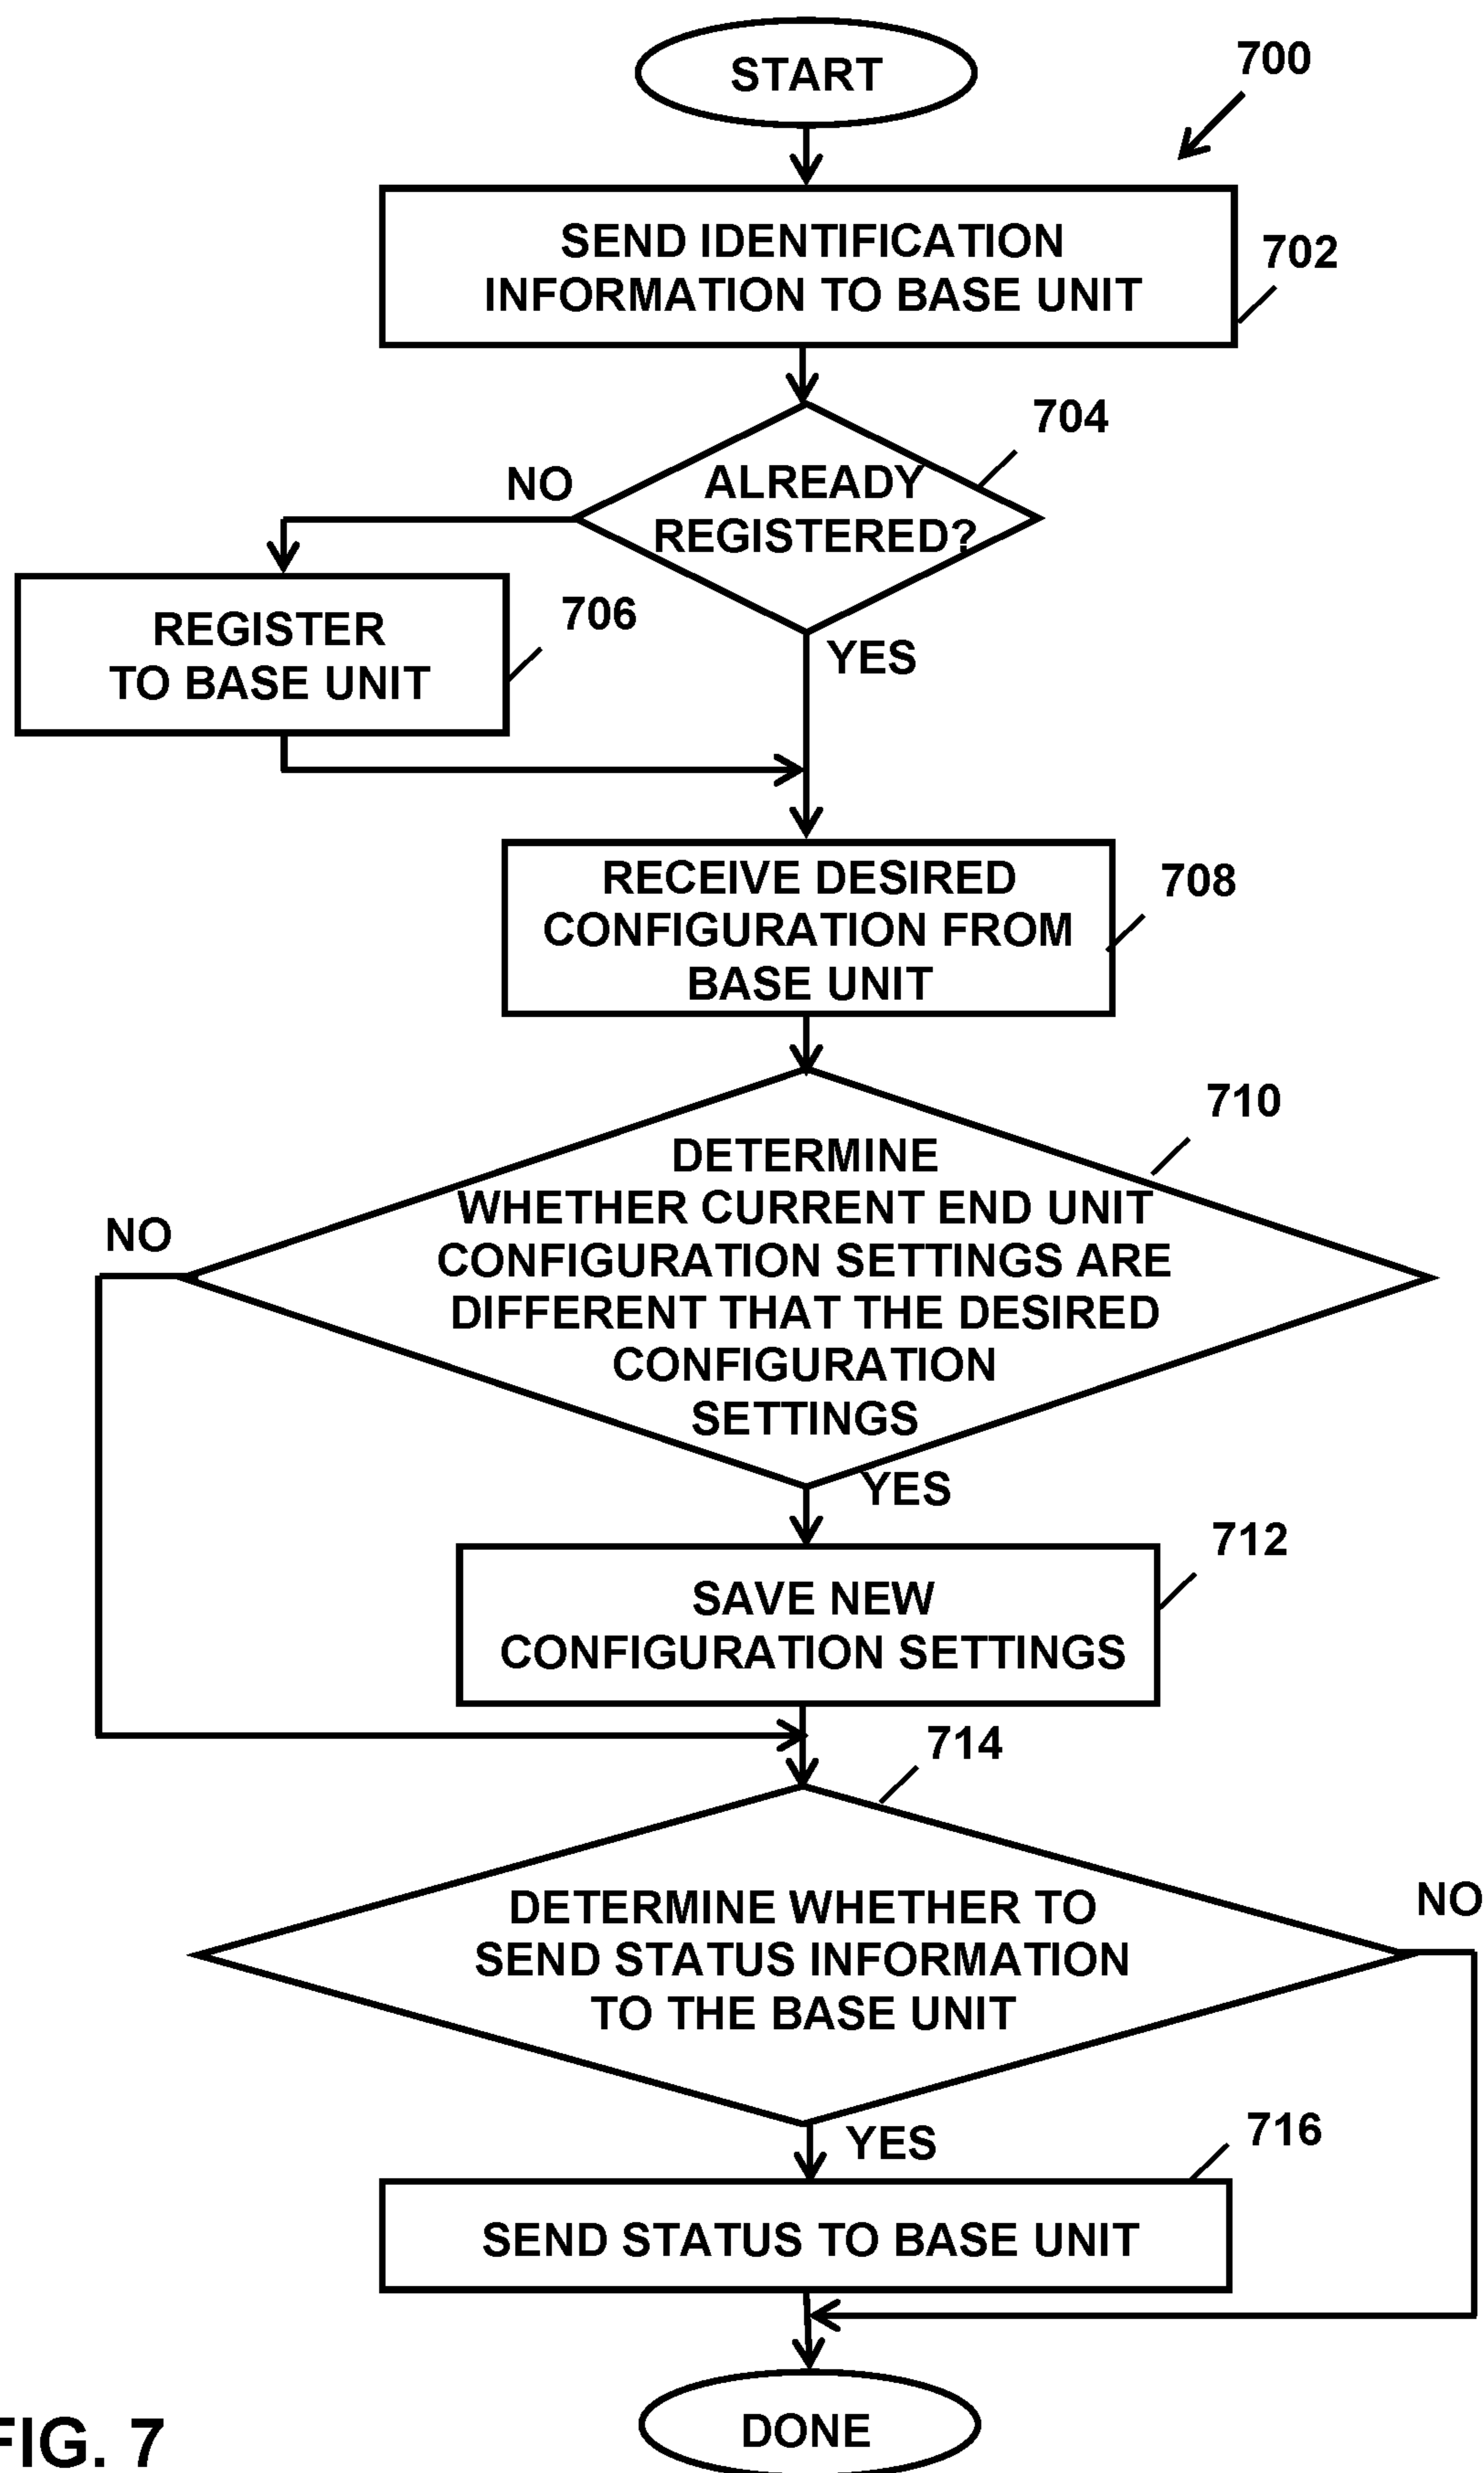 START
700
SEND IDENTIFICATION
INFORMATION TO BASE UNIT
702
704
ALREADY
REGISTERED?
NO
YES
REGISTER
TO BASE UNIT
706
RECEIVE DESIRED
CONFIGURATION FROM
BASE UNIT
708
710
DETERMINE
WHETHER CURRENT END UNIT
CONFIGURATION SETTINGS ARE
DIFFERENT THAT THE DESIRED
CONFIGURATION
SETTINGS
NO
YES
712
SAVE NEW
CONFIGURATION SETTINGS
714
DETERMINE WHETHER TO
SEND STATUS INFORMATION
TO THE BASE UNIT
NO
YES
716
SEND STATUS TO BASE UNIT
DONE
FIG. 7